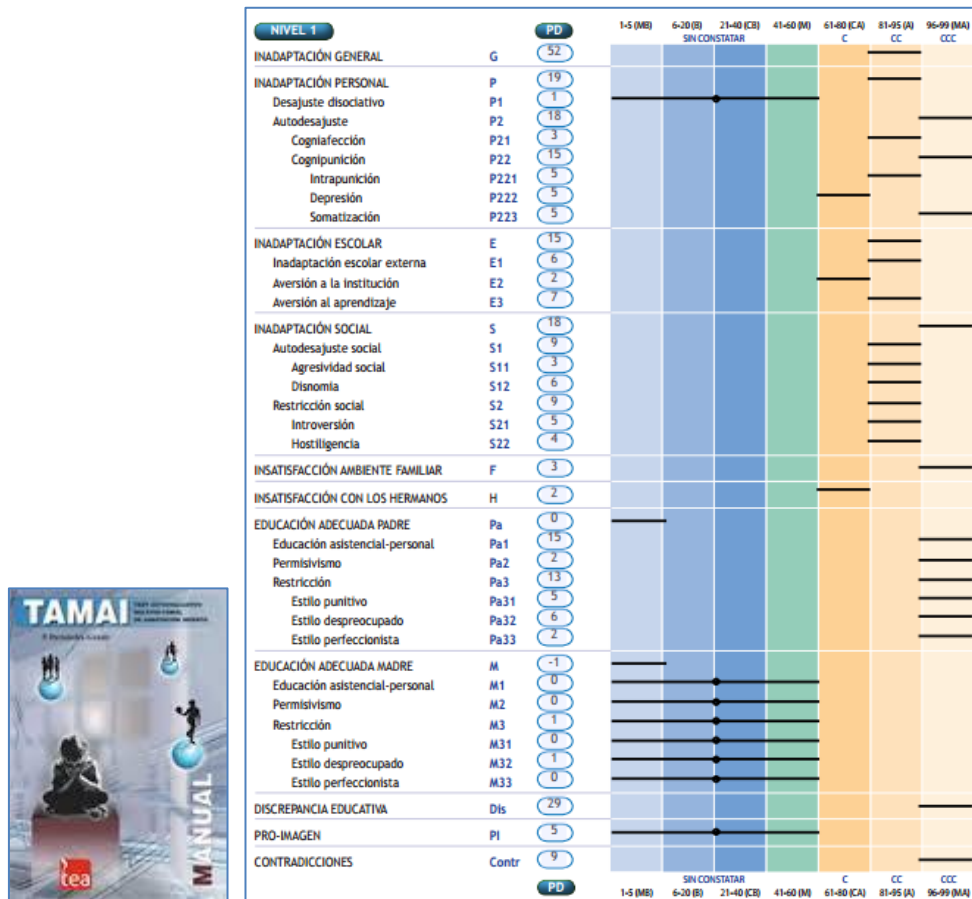 NIVEL 1 PD 1•5 (MB) 6•20 (B) 21•40 (CB) 41•60 (M) 61•80 (CA) 81•95 (A) 96•99 (MA)
SIN CONSTATAR C CC CCC
INADAPTACIÓN GENERAL G 52
INADAPTACIÓN PERSONAL P 19
Desajuste disociativo P1 1
Autodesajuste P2 18
Cogniafección P21 3
Cognipunición P22 15
Intrapunición P221 5
Depresión P222 5
Somatización P223 5
INADAPTACIÓN ESCOLAR E 15
Inadaptación escolar externa E1 6
Aversión a la institución E2 2
Aversión al aprendizaje E3 7
INADAPTACIÓN SOCIAL S 18
Autodesajuste social S1 9
Agresividad social S11 3
Disnomia S12 6
Restricción social S2 9
Introversión S21 5
Hostiligencia S22 4
INSATISFACCIÓN AMBIENTE FAMILIAR F 3
INSATISFACCIÓN CON LOS HERMANOS H 2
EDUCACIÓN ADECUADA PADRE Pa 0
Educación asistencial-personal Pa1 15
Permisivismo Pa2 2
Restricción Pa3 13
Estilo punitivo Pa31 5
Estilo despreocupado Pa32 6
Estilo perfeccionista Pa33 2
EDUCACIÓN ADECUADA MADRE M -1
Educación asistencial-personal M1 0
Permisivismo M2 0
Restricción M3 1
Estilo punitivo M31 0
Estilo despreocupado M32 1
Estilo perfeccionista M33 0
DISCREPANCIA EDUCATIVA Dis 29
PRO-IMAGEN PI 5
CONTRADICCIONES Contr 9
SIN CONSTATAR C CC CCC
PD 1•5 (MB) 6•20 (B) 21•40 (CB) 41•60 (M) 61•80 (CA) 81•95 (A) 96•99 (MA)
TAMAI
MANUAL
tea